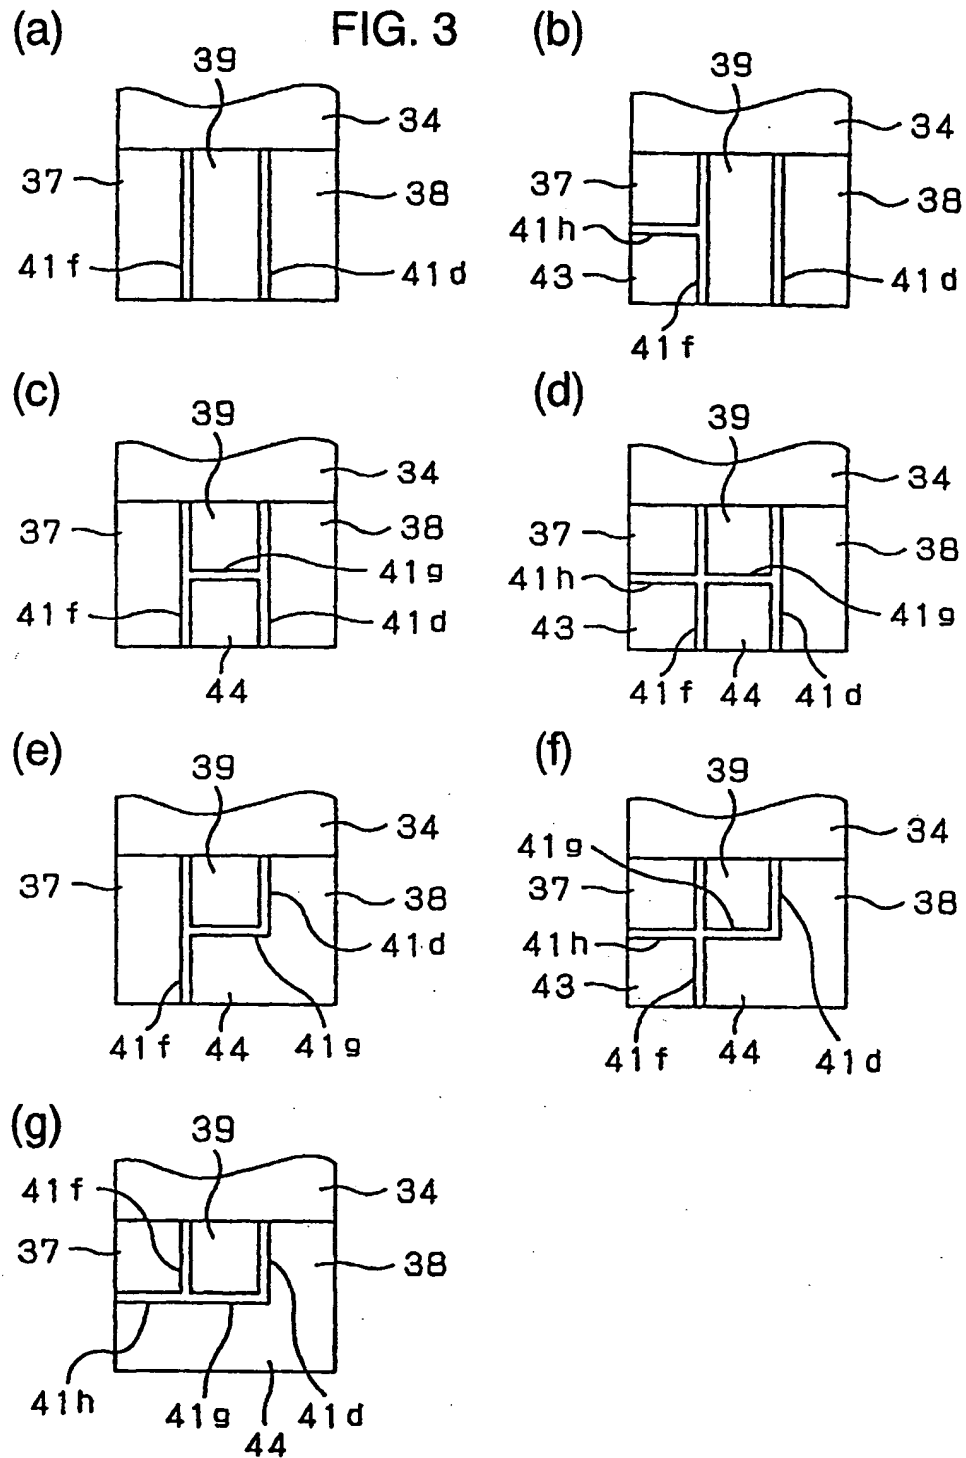 (a) FIG. 3 (b)
39 39
34 34
37 38 37 38
41f 41d 41h 41d
43
41f
(c) (d)
39 39
34 34
37 38 37 38
41g 41h
41f 41d 43 41g
44 41f 44 41d
(e) (f)
39 39
34 41g 34
37 38 37 38
41d 41h
43
41f 44 41g 41f 44 41d
(g)
39
41f 34
37 38
41h 41g 41d
44